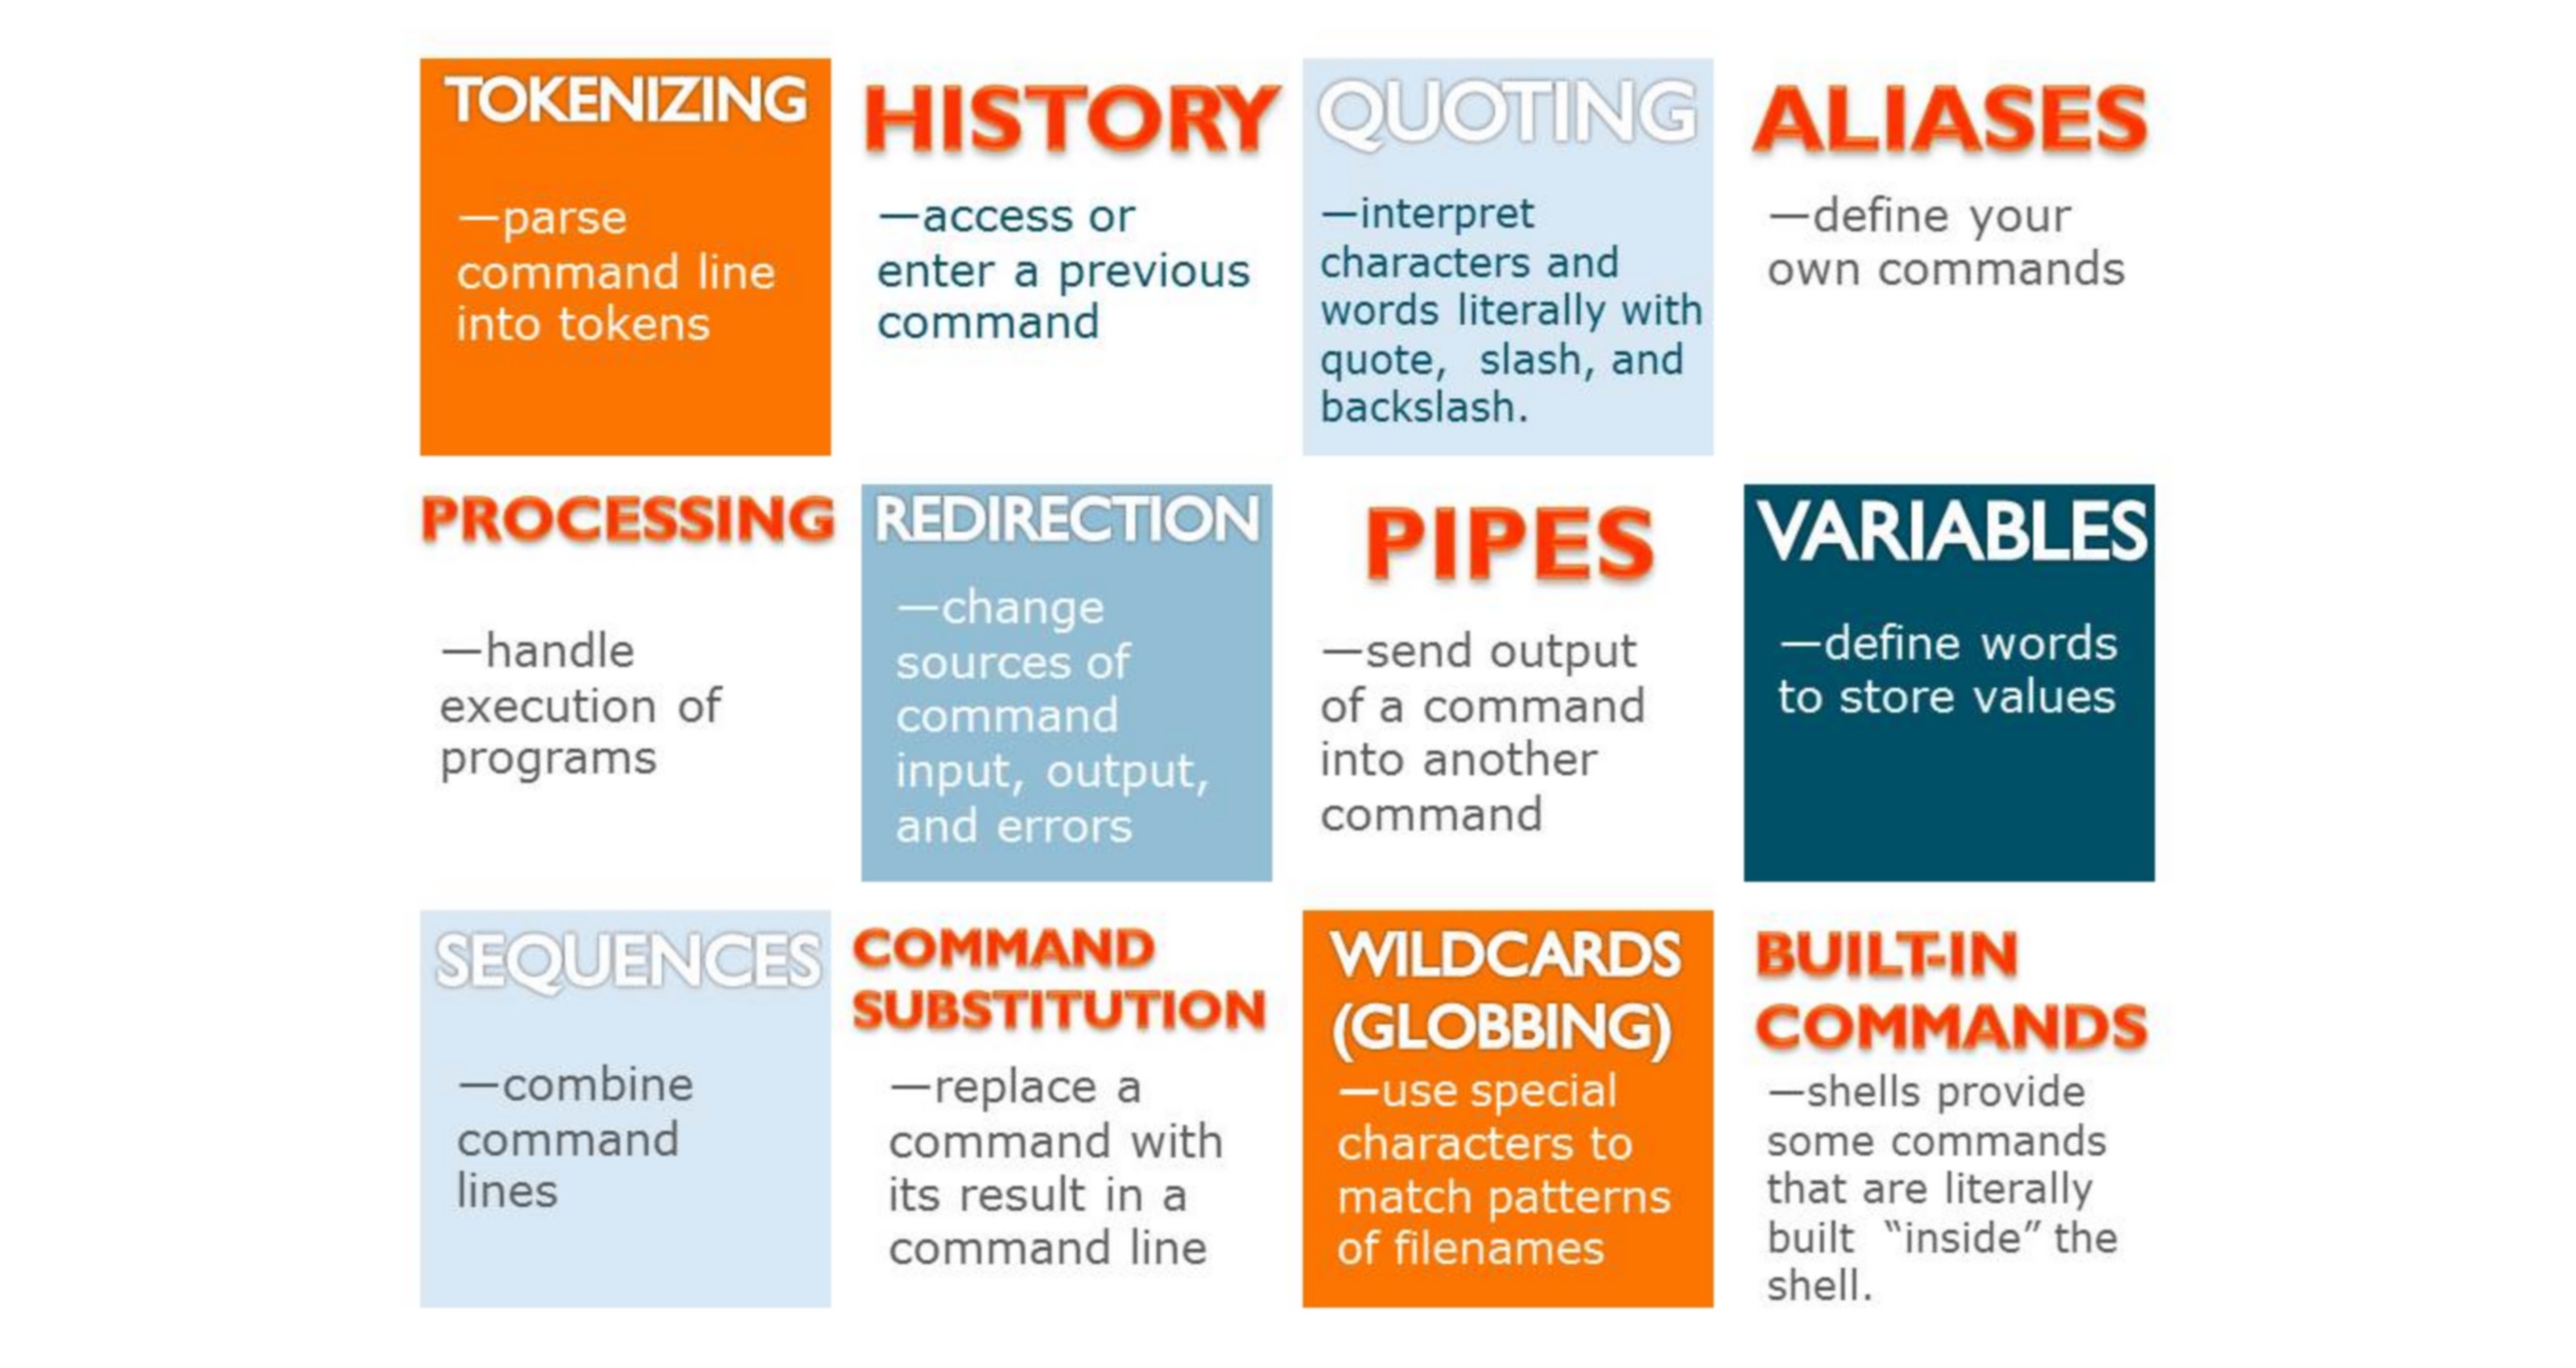 TOKENIZING
—parse
command line
into tokens
HISTORY
—access or
enter a previous
command
QUOTING
—interpret
characters and
words literally with
quote, slash, and
backslash.
ALIASES
—define your
own commands
PROCESSING
—handle
execution of
programs
REDIRECTION
—change
sources of
command
input, output,
and errors
PIPES
—send output
of a command
into another
command
VARIABLES
—define words
to store values
SEQUENCES
—combine
command
lines
COMMAND
SUBSTITUTION
—replace a
command with
its result in a
command line
WILDCARDS
(GLOBBING)
—use special
characters to
match patterns
of filenames
BUILT-IN
COMMANDS
—shells provide
some commands
that are literally
built “inside” the
shell.